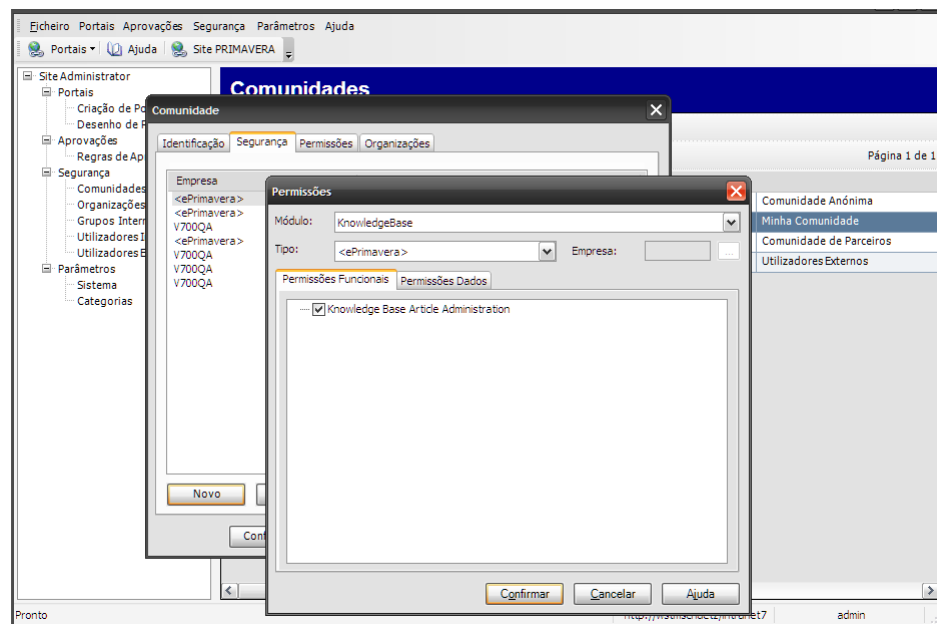 Ficheiro Portais Aprovações Segurança Parâmetros Ajuda
Portais Ajuda Site PRIMAVERA
Site Administrator
Portais
Criação de Po
Desenho de P
Aprovações
Regras de Apr
Segurança
Comunidades
Organizações
Grupos Intern
Utilizadores I
Utilizadores E
Parâmetros
Sistema
Categorias
Comunidades
Página 1 de 1
Comunidade Anónima
Minha Comunidade
Comunidade de Parceiros
Utilizadores Externos
Comunidade
Identificação Segurança Permissões Organizações
Empresa
<ePrimavera>
<ePrimavera>
V700QA
<ePrimavera>
V700QA
V700QA
V700QA
Novo
Conf
Permissões
Módulo: KnowledgeBase
Tipo: <ePrimavera> Empresa: ...
Permissões Funcionais Permissões Dados
Knowledge Base Article Administration
Confirmar Cancelar Ajuda
Pronto admin